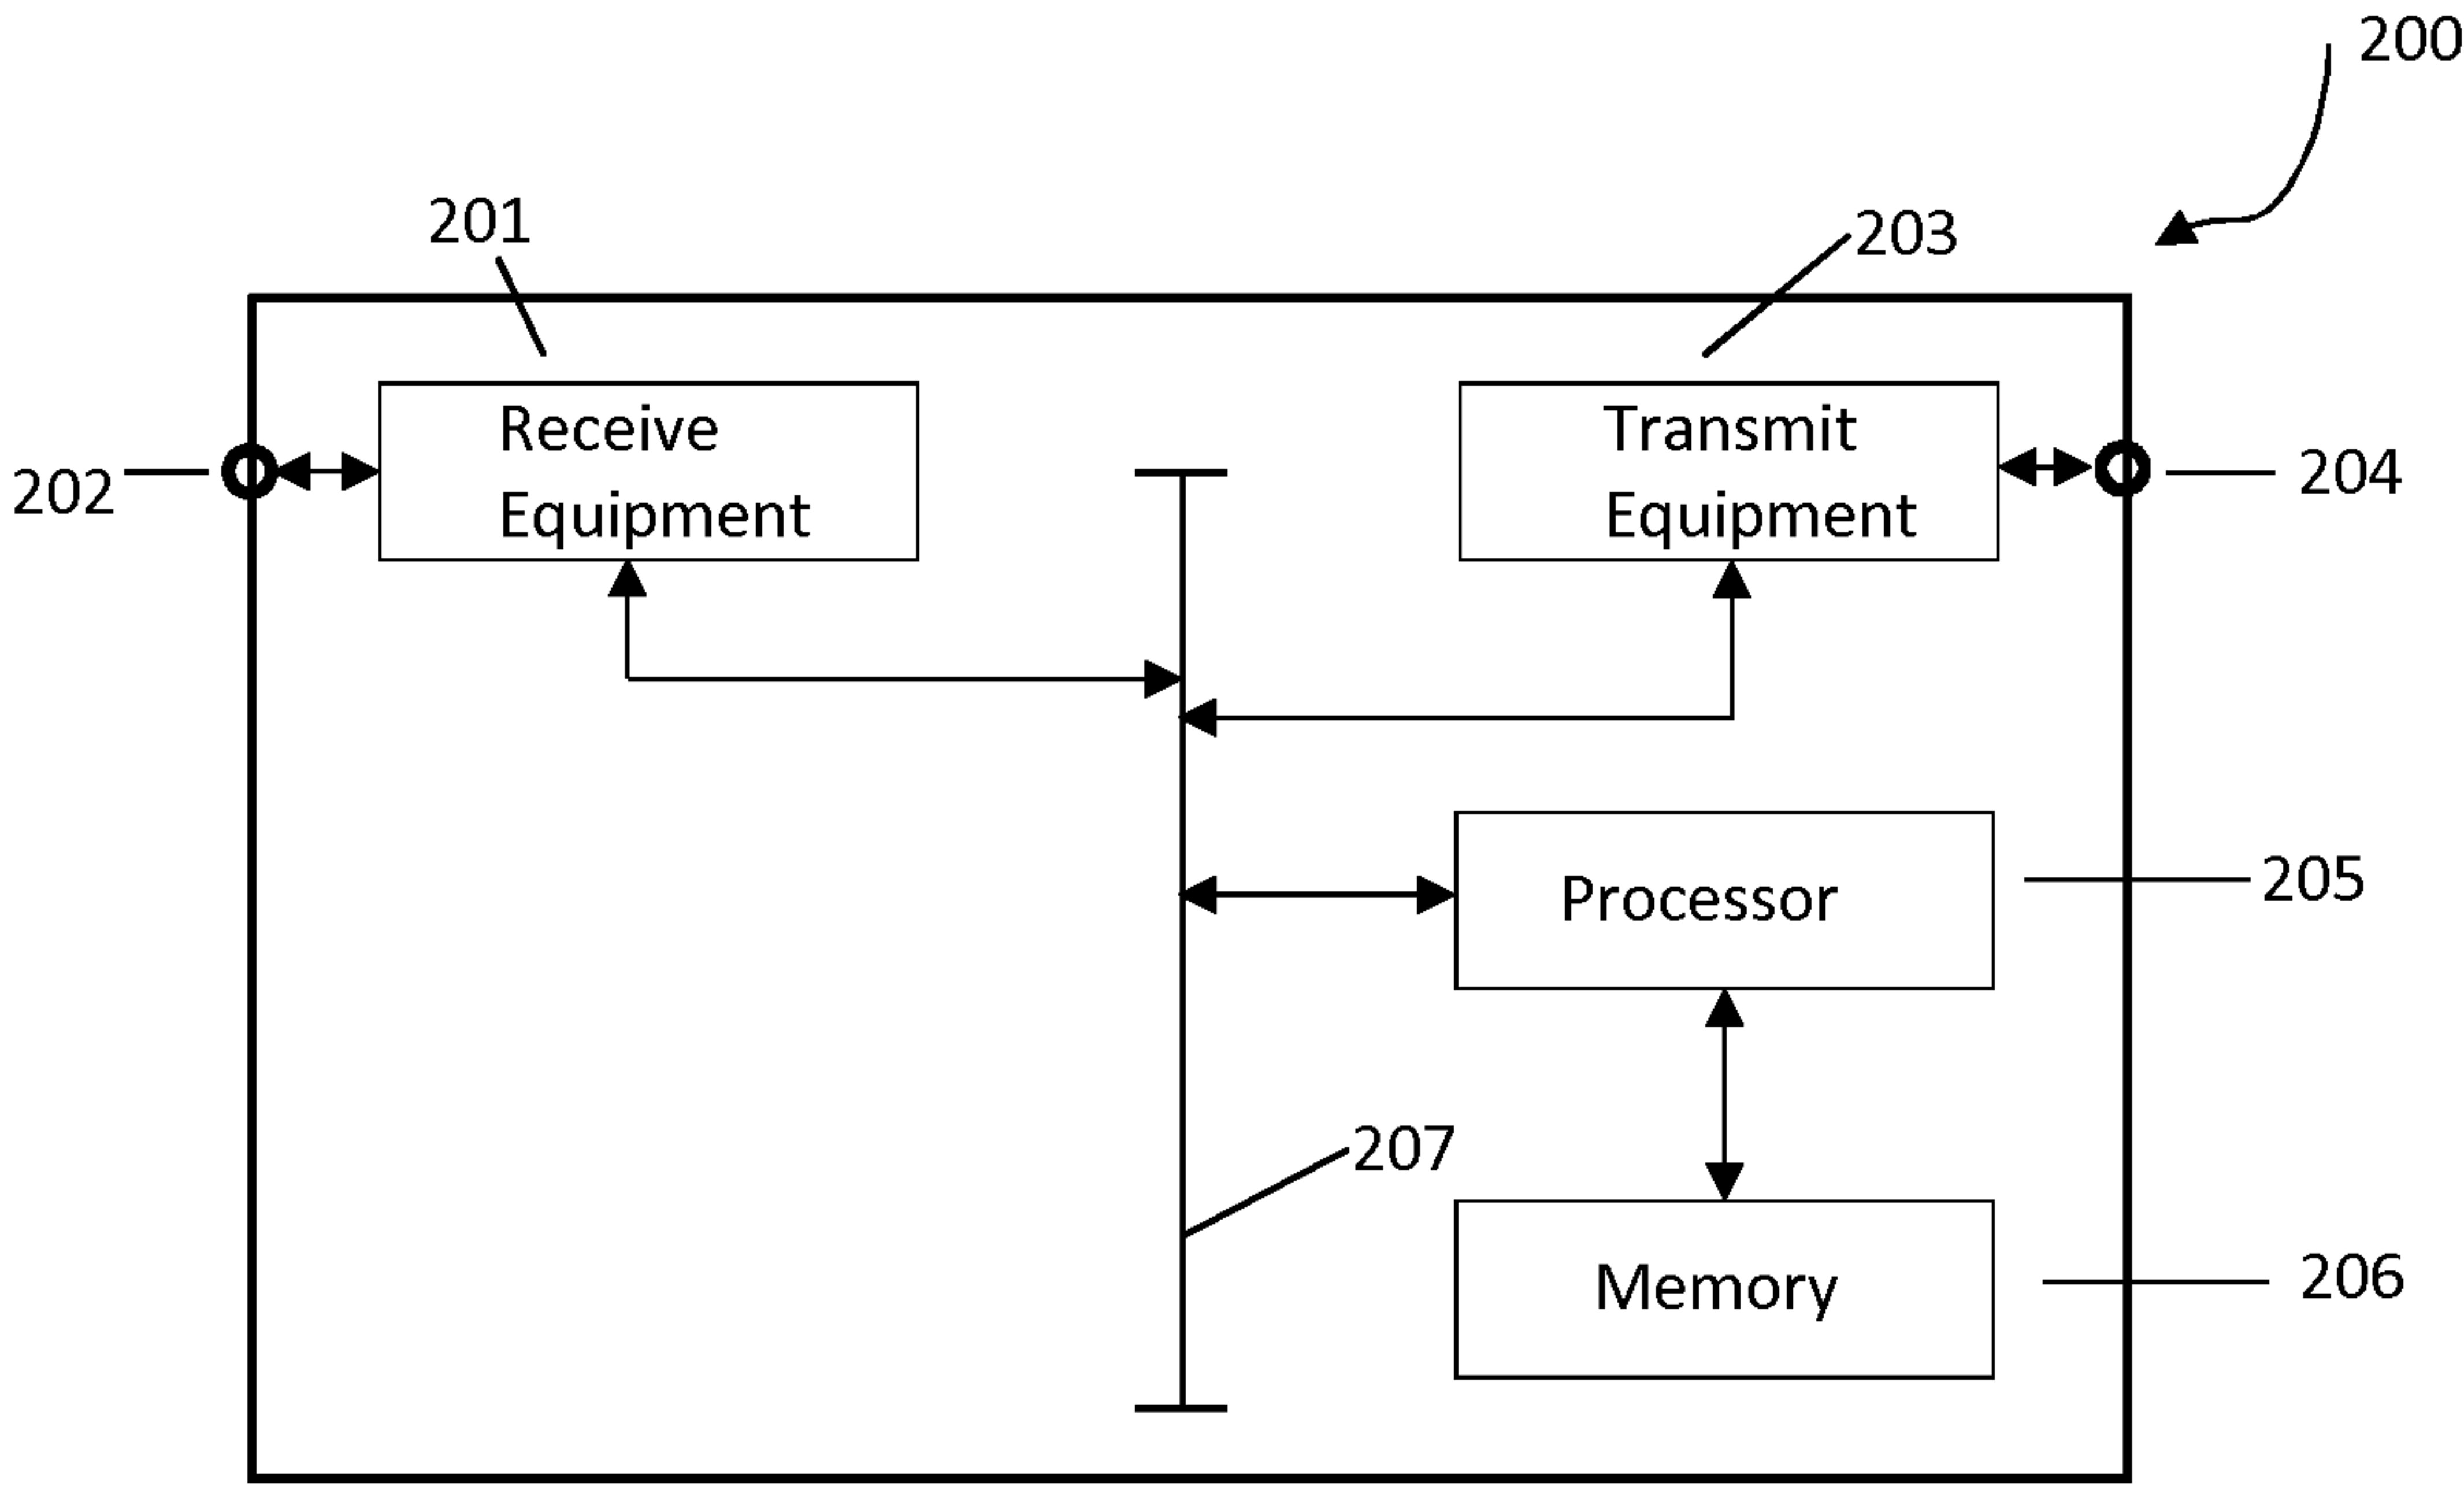 200
201
203
Receive
Equipment
Transmit
Equipment
202
204
Processor
205
207
Memory
206